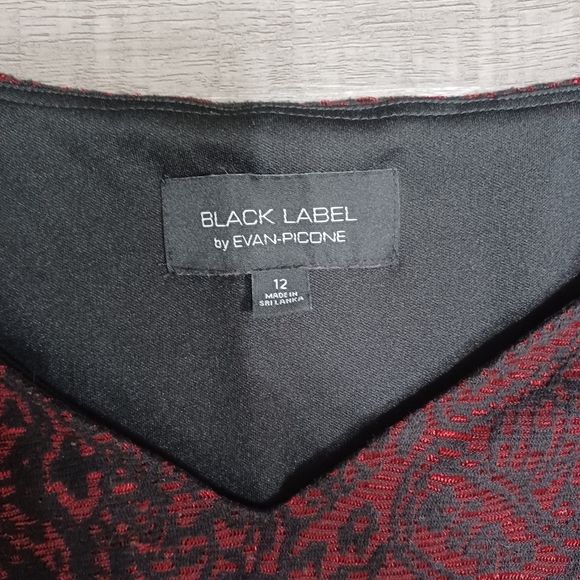 BLACK LABEL
by EVAN-PICONE
12
MADE IN
SRI LANKA